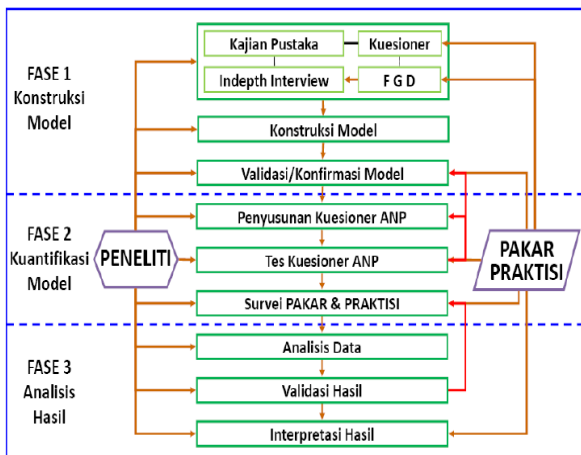 FASE 1
Konstruksi
Model
Kajian Pustaka
Kuesioner
Indepth Interview
F G D
Konstruksi Model
Validasi/Konfirmasi Model
FASE 2
Kuantifikasi
Model
PENELITI
Penyusunan Kuesioner ANP
Tes Kuesioner ANP
Survei PAKAR & PRAKTISI
PAKAR
PRAKTISI
FASE 3
Analisis
Hasil
Analisis Data
Validasi Hasil
Interpretasi Hasil